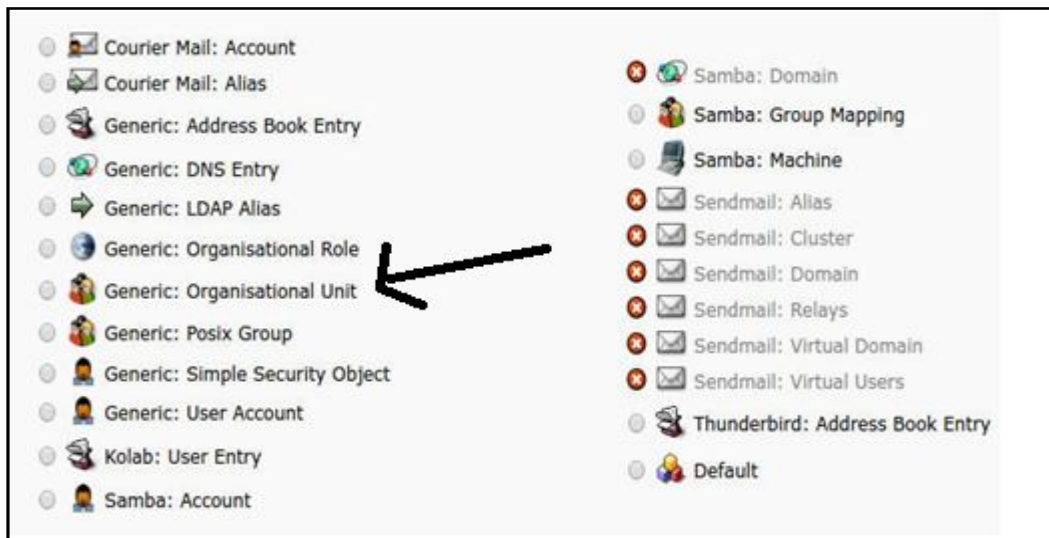 Courier Mail: Account
Courier Mail: Alias
Generic: Address Book Entry
Generic: DNS Entry
Generic: LDAP Alias
Generic: Organisational Role
Generic: Organisational Unit
Generic: Posix Group
Generic: Simple Security Object
Generic: User Account
Kolab: User Entry
Samba: Account
Samba: Domain
Samba: Group Mapping
Samba: Machine
Sendmail: Alias
Sendmail: Cluster
Sendmail: Domain
Sendmail: Relays
Sendmail: Virtual Domain
Sendmail: Virtual Users
Thunderbird: Address Book Entry
Default